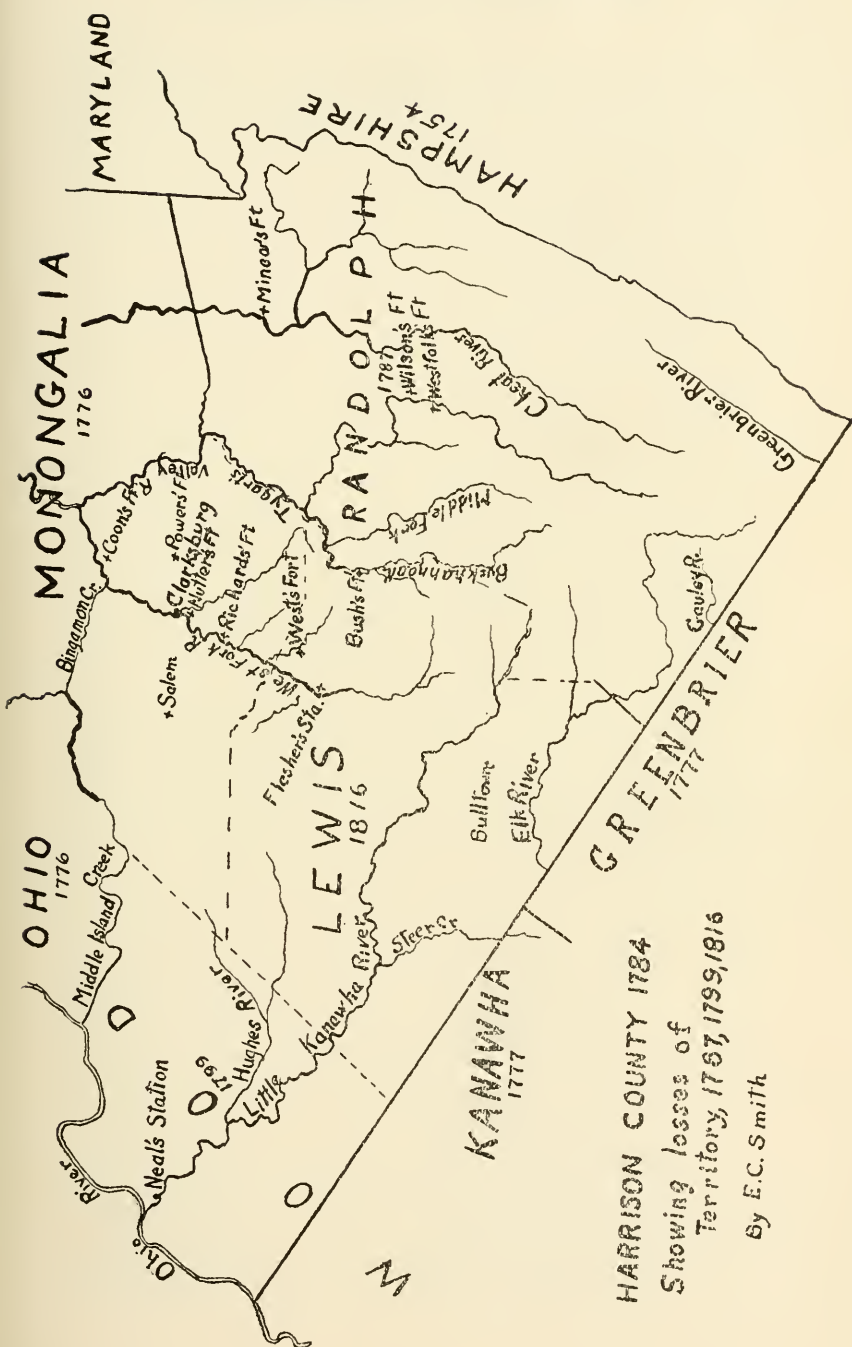 MARYLAND
MONONGALIA
1776
OHIO
1776
HAMPSHIRE
1754
+Minear's Ft
RANDOLPH
1787
+Wilson's Ft
+Westfalls Ft
Cheat River
Greenbrier River
+Coon's Ft
+Powers' Ft
Clarksburg
Nutters Ft
+Richards' Ft
+West's Fort
Bush's Ft
Tygarts
Valley
R
Middle Fork
Buckhannon
Bingamon Cr.
+Salem
West Fork
R
Flesher's Sta.
LEWIS
1816
Bulltown
Elk River
Gauley R.
GREENBRIER
1777
Middle Island Creek
Ohio River
Neal's Station
WOOD
1799
Hughes River
Little Kanawha River
Steer Cr
KANAWHA
1777
HARRISON COUNTY 1784
Showing losses of
Territory, 1787, 1799, 1816
By E.C. Smith